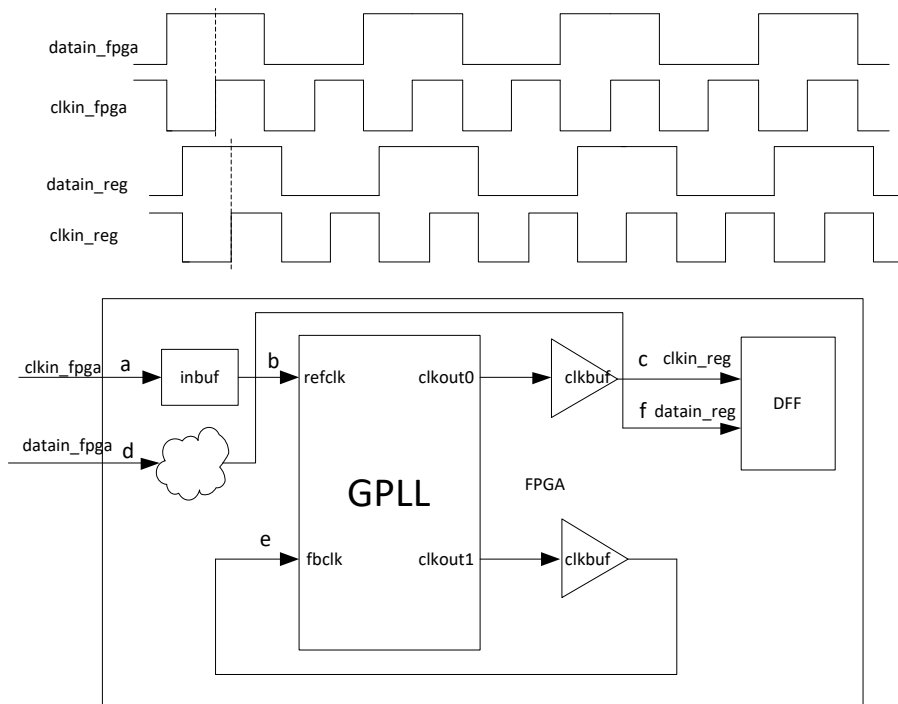 datain_fpga
clkin_fpga
datain_reg
clkin_reg
clkin_fpga a inbuf b refclk clkout0 clkbuf c clkin_reg
f datain_reg DFF
datain_fpga d
GPLL FPGA
e fbclk clkout1 clkbuf